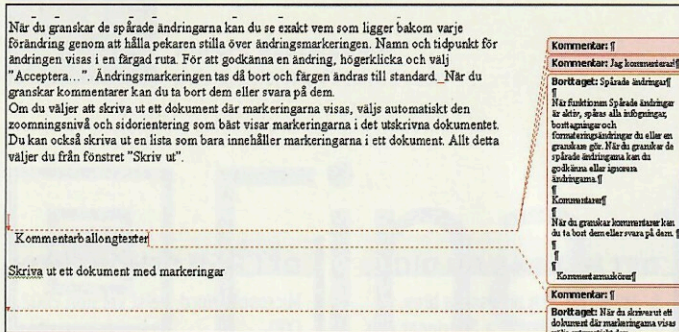 När du granskar de spårade ändringarna kan du se exakt vem som ligger bakom varje
förändring genom att hålla pekaren stilla över ändringsmarkeringen. Namn och tidpunkt för
ändringen visas i en färgad ruta. För att godkänna en ändring, högerklicka och välj
"Acceptera…". Ändringsmarkeringen tas då bort och färgen ändras till standard._När du
granskar kommentarer kan du ta bort dem eller svara på dem.
Om du väljer att skriva ut ett dokument där markeringarna visas, väljs automatiskt den
zoomningsnivå och sidorientering som bäst visar markeringarna i det utskrivna dokumentet.
Du kan också skriva ut en lista som bara innehåller markeringarna i ett dokument. Allt detta
väljer du från fönstret "Skriv ut".
Kommentarballongtexter
Skriva ut ett dokument med markeringar
Kommentar: ¶
Kommentar: Jag kommenterar!¶
Borttaget: Spårade ändringar¶
¶
När funktionen Spårade ändringar
är aktiv, spåras alla infogningar,
borttagningar och
formateringsändringar du eller en
granskare gör. När du granskar de
spårade ändringarna kan du
godkänna eller ignorera
ändringarna.¶
¶
Kommentarer¶
¶
När du granskar kommentarer kan
du ta bort dem eller svara på dem. ¶
¶
¶
¶
Kommentarmarkörer¶
Kommentar: ¶
Borttaget: När du skriver ut ett
dokument där markeringarna visas